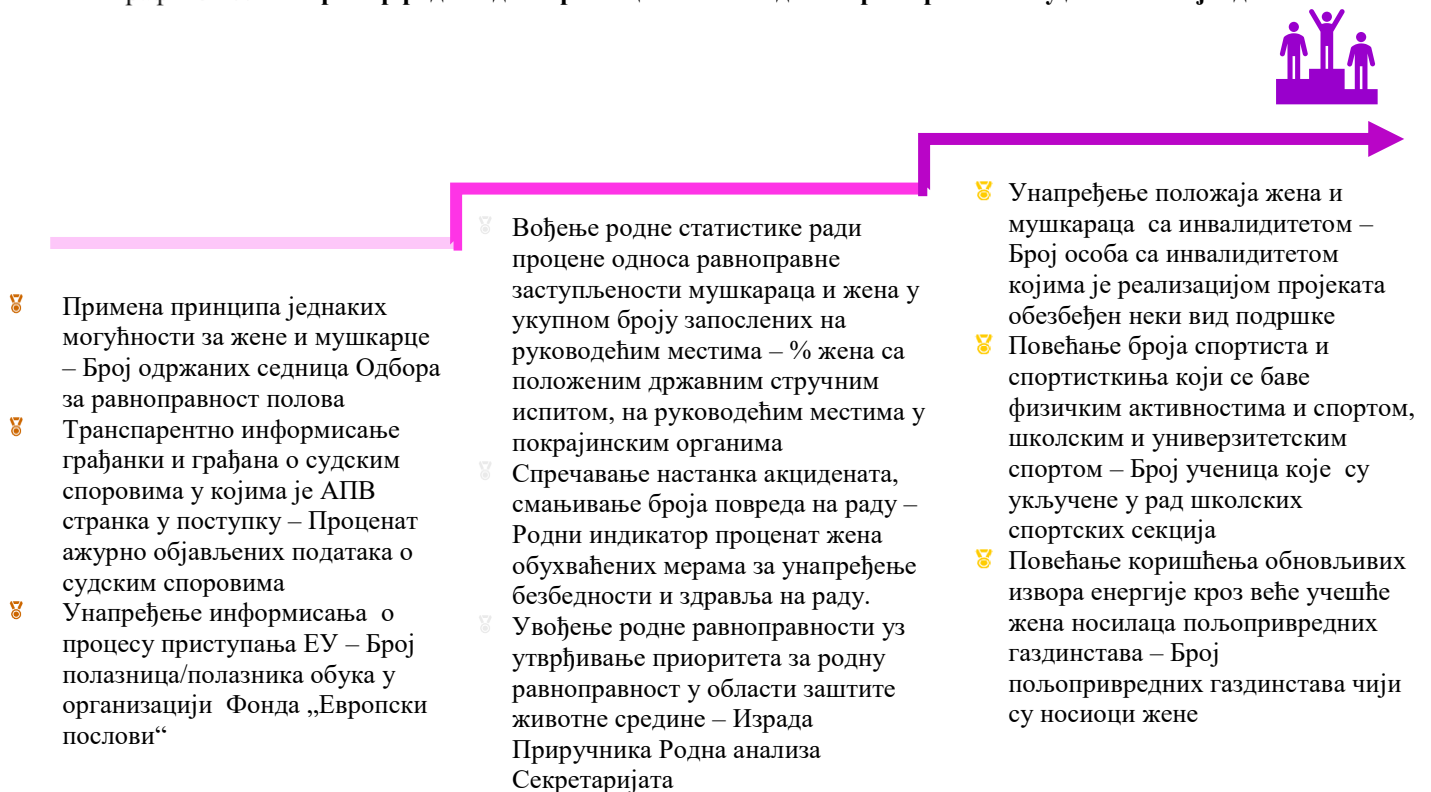 Примена принципа једнаких
могућности за жене и мушкарце
– Број одржаних седница Одбора
за равноправност полова
Транспарентно информисање
грађанки и грађана о судским
споровима у којима је АПВ
странка у поступку – Проценат
ажурно објављених података о
судским споровима
Унапређење информисања о
процесу приступања ЕУ – Број
полазница/полазника обука у
организацији Фонда „Европски
послови“
Вођење родне статистике ради
процене односа равноправне
заступљености мушкараца и жена у
укупном броју запослених на
руководећим местима – % жена са
положеним државним стручним
испитом, на руководећим местима у
покрајинским органима
Спречавање настанка акцидената,
смањивање броја повреда на раду –
Родни индикатор проценат жена
обухваћених мерама за унапређење
безбедности и здравља на раду.
Увођење родне равноправности уз
утврђивање приоритета за родну
равноправност у области заштите
животне средине – Израда
Приручника Родна анализа
Секретаријата
Унапређење положаја жена и
мушкараца са инвалидитетом –
Број особа са инвалидитетом
којима је реализацијом пројеката
обезбеђен неки вид подршке
Повећање броја спортиста и
спортисткиња који се баве
физичким активностима и спортом,
школским и универзитетским
спортом – Број ученица које су
укључене у рад школских
спортских секција
Повећање коришћења обновљивих
извора енергије кроз веће учешће
жена носилаца пољопривредних
газдинстава – Број
пољопривредних газдинстава чији
су носиоци жене